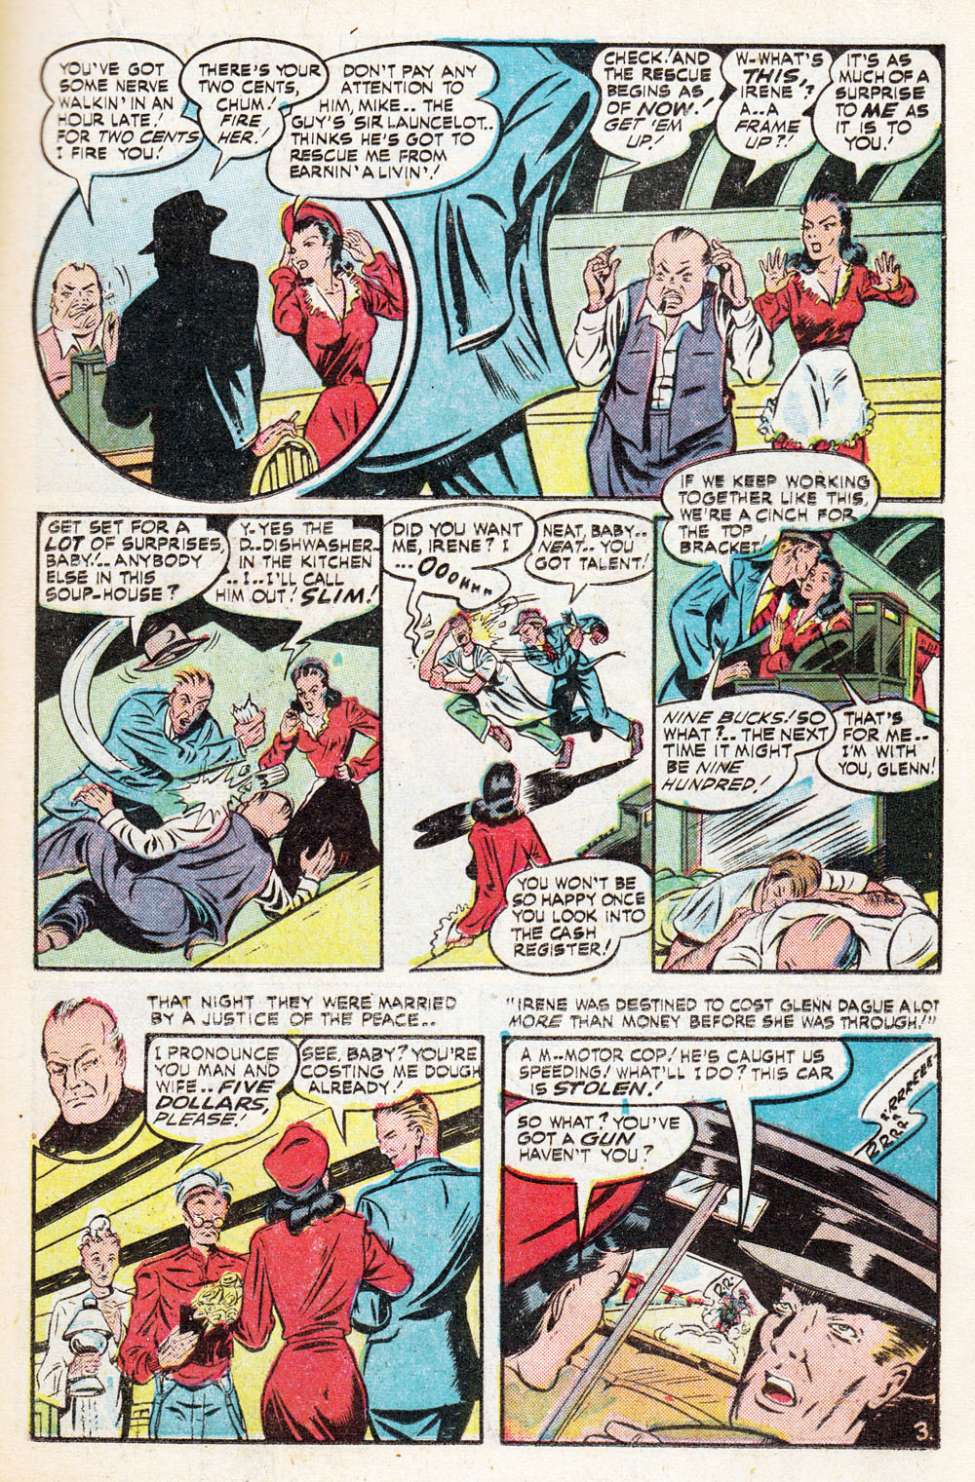 YOU'VE GOT
SOME NERVE
WALKIN' IN AN
HOUR LATE!
FOR TWO CENTS
I FIRE YOU!
THERE'S YOUR
TWO CENTS,
CHUM!
FIRE
HER!
DON'T PAY ANY
ATTENTION TO
HIM, MIKE.. THE
GUY'S SIR LAUNCELOT..
THINKS HE'S GOT TO
RESCUE ME FROM
EARNIN' A LIVIN'!
CHECK! AND
THE RESCUE
BEGINS AS
OF NOW!
GET 'EM
UP!
W-WHAT'S
THIS,
IRENE? A..A
FRAME
UP?!
IT'S AS
MUCH OF A
SURPRISE
TO ME AS
IT IS TO
YOU!
GET SET FOR A
LOT OF SURPRISES,
BABY!.. ANYBODY
ELSE IN THIS
SOUP-HOUSE?
Y-YES THE
D..DISHWASHER--
IN THE KITCHEN
..I..I'LL CALL
HIM OUT! SLIM!
DID YOU WANT
ME, IRENE? I
...OOOHHH
NEAT, BABY..
NEAT.. YOU
GOT TALENT!
YOU WON'T BE
SO HAPPY ONCE
YOU LOOK INTO
THE CASH
REGISTER!
IF WE KEEP WORKING
TOGETHER LIKE THIS,
WE'RE A CINCH FOR
THE TOP
BRACKET!
NINE BUCKS! SO
WHAT?.. THE NEXT
TIME IT MIGHT
BE NINE
HUNDRED!
THAT'S
FOR ME--
I'M WITH
YOU, GLENN!
THAT NIGHT THEY WERE MARRIED
BY A JUSTICE OF THE PEACE..
I PRONOUNCE
YOU MAN AND
WIFE.. FIVE
DOLLARS,
PLEASE!
SEE, BABY? YOU'RE
COSTING ME DOUGH
ALREADY!
"IRENE WAS DESTINED TO COST GLENN DAGUE A LOT
MORE THAN MONEY BEFORE SHE WAS THROUGH!"
A M--MOTOR COP! HE'S CAUGHT US
SPEEDING! WHAT'LL I DO? THIS CAR
IS STOLEN!
SO WHAT? YOU'VE
GOT A GUN
HAVEN'T YOU?
3.